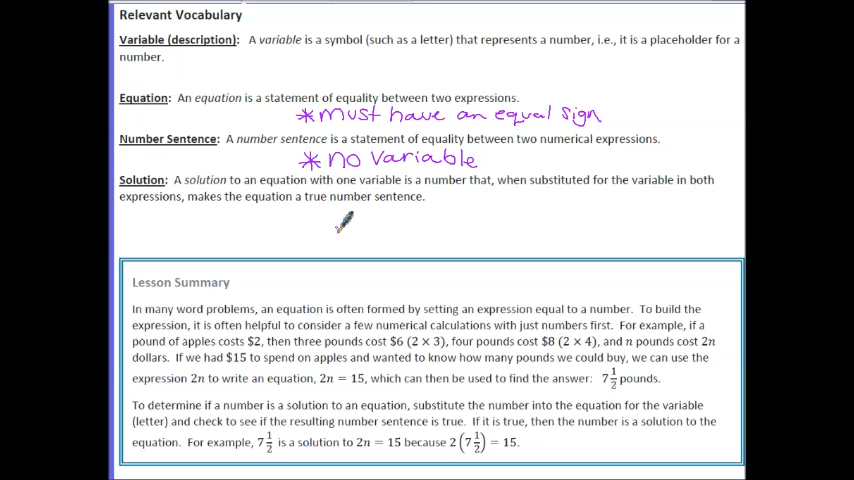 Relevant Vocabulary
Variable (description): A variable is a symbol (such as a letter) that represents a number, i.e., it is a placeholder for a
number.
Equation: An equation is a statement of equality between two expressions.
*must have an equal sign
Number Sentence: A number sentence is a statement of equality between two numerical expressions.
*no variable
Solution: A solution to an equation with one variable is a number that, when substituted for the variable in both
expressions, makes the equation a true number sentence.
Lesson Summary
In many word problems, an equation is often formed by setting an expression equal to a number. To build the
expression, it is often helpful to consider a few numerical calculations with just numbers first. For example, if a
pound of apples costs $2, then three pounds cost $6 (2 × 3), four pounds cost $8 (2 × 4), and n pounds cost 2n
dollars. If we had $15 to spend on apples and wanted to know how many pounds we could buy, we can use the
expression 2n to write an equation, 2n = 15, which can then be used to find the answer: 7 1/2 pounds.
To determine if a number is a solution to an equation, substitute the number into the equation for the variable
(letter) and check to see if the resulting number sentence is true. If it is true, then the number is a solution to the
equation. For example, 7 1/2 is a solution to 2n = 15 because 2(7 1/2) = 15.